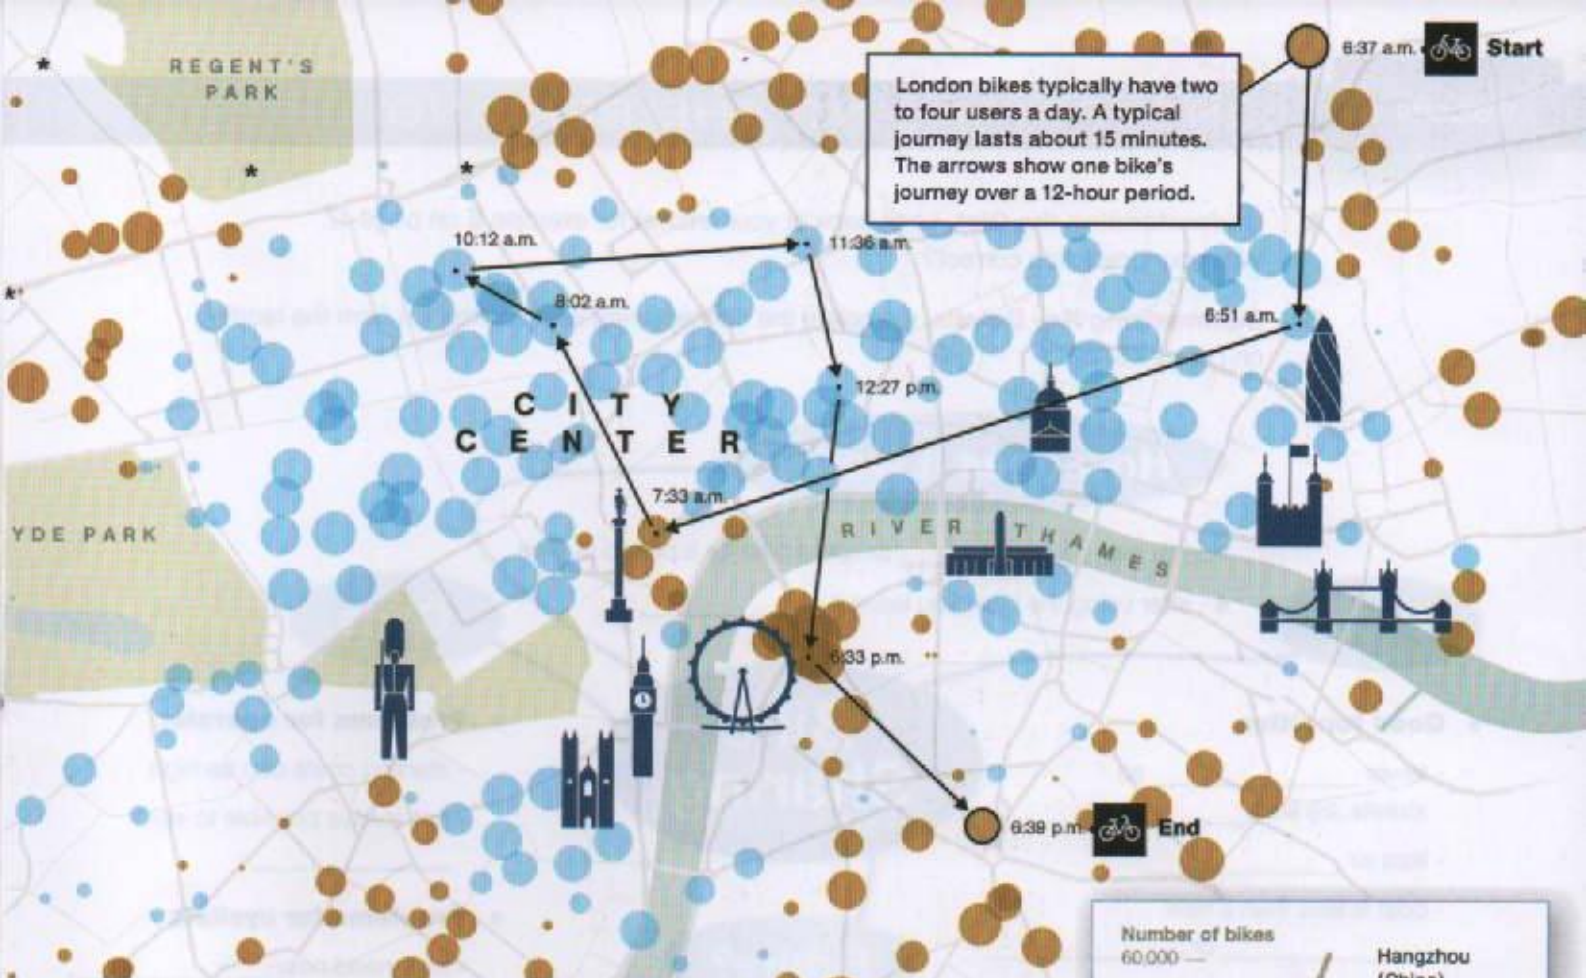 REGENT'S
PARK
6:37 a.m.
Start
London bikes typically have two
to four users a day. A typical
journey lasts about 15 minutes.
The arrows show one bike's
journey over a 12-hour period.
10:12 a.m.
11:36 a.m.
8:02 a.m.
6:51 a.m.
12:27 p.m.
CITY
CENTER
7:33 a.m.
YDE PARK
RIVER THAMES
6:33 p.m.
6:39 p.m.
End
Number of bikes
60,000
Hangzhou
(China)